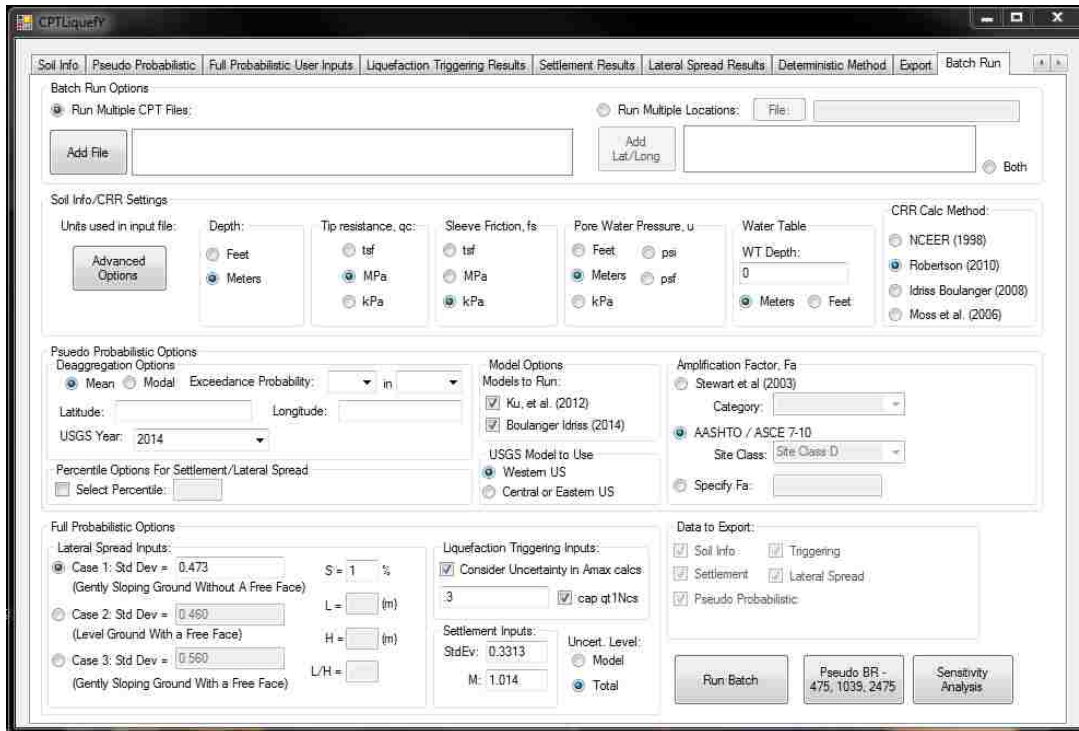 CPTLiquefY
Soil Info Pseudo Probabilistic Full Probabilistic User Inputs Liquefaction Triggering Results Settlement Results Lateral Spread Results Deterministic Method Export Batch Run
Batch Run Options
Run Multiple CPT Files:
Run Multiple Locations: File:
Add File
Add Lat/Long
Both
Soil Info/CRR Settings
Units used in input file:
Advanced Options
Depth:
Feet
Meters
Tip resistance, qc:
tsf
MPa
kPa
Sleeve Friction, fs
tsf
MPa
kPa
Pore Water Pressure, u
Feet psi
Meters psf
kPa
Water Table
WT Depth:
0
Meters Feet
CRR Calc Method:
NCEER (1998)
Robertson (2010)
Idriss Boulanger (2008)
Moss et al. (2006)
Psuedo Probabilistic Options
Deaggregation Options
Mean Modal Exceedance Probability: in
Latitude: Longitude:
USGS Year: 2014
Percentile Options For Settlement/Lateral Spread
Select Percentile:
Model Options
Models to Run:
Ku, et al. (2012)
Boulanger Idriss (2014)
USGS Model to Use
Western US
Central or Eastern US
Amplification Factor, Fa
Stewart et al (2003)
Category:
AASHTO / ASCE 7-10
Site Class: Site Class D
Specify Fa:
Full Probabilistic Options
Lateral Spread Inputs:
Case 1: Std Dev = 0.473
(Gently Sloping Ground Without A Free Face)
Case 2: Std Dev = 0.460
(Level Ground With a Free Face)
Case 3: Std Dev = 0.560
(Gently Sloping Ground With a Free Face)
S = 1 %
L = (m)
H = (m)
L/H =
Liquefaction Triggering Inputs:
Consider Uncertainty in Amax calcs
.3 cap qt1Ncs
Settlement Inputs:
StdEv: 0.3313
M: 1.014
Uncert. Level:
Model
Total
Data to Export:
Soil Info Triggering
Settlement Lateral Spread
Pseudo Probabilistic
Run Batch
Pseudo BR - 475, 1039, 2475
Sensitivity Analysis